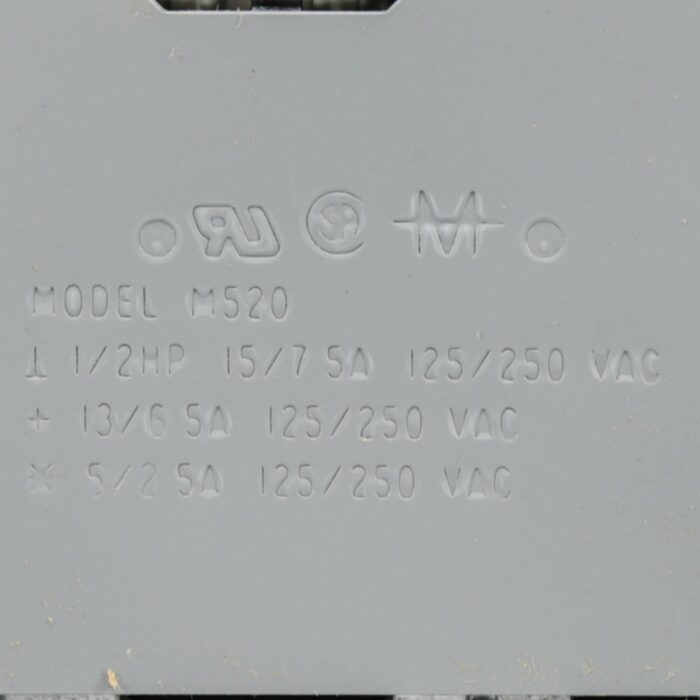 MODEL M520
⊥ 1/2HP 15/7.5A 125/250 VAC
+ 13/6.5A 125/250 VAC
5/2.5A 125/250 VAC